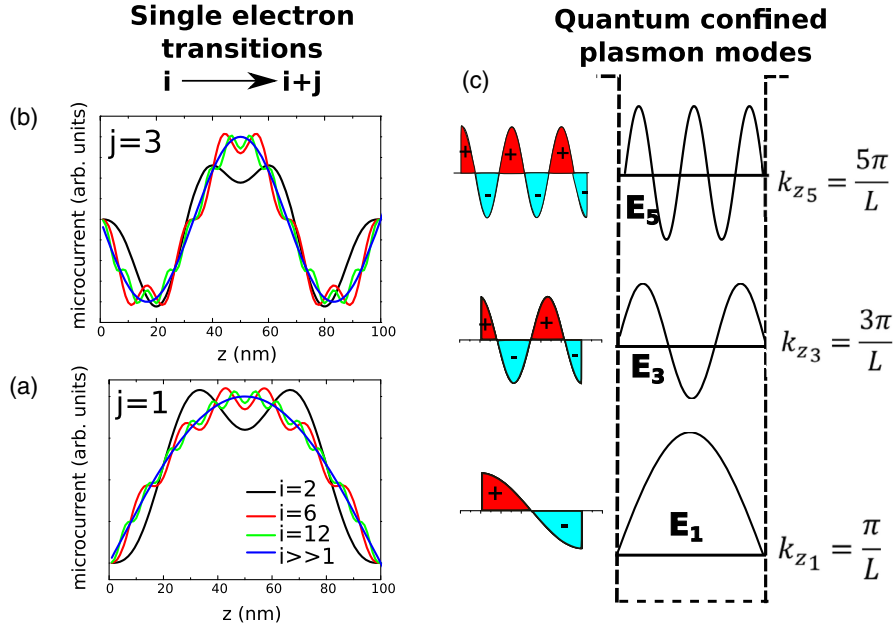 Single electron
transitions
i → i+j
(b)
j=3
microcurrent (arb. units)
0 20 40 60 80 100
z (nm)
(a)
j=1
microcurrent (arb. units)
i=2
i=6
i=12
i>>1
0 20 40 60 80 100
z (nm)
Quantum confined
plasmon modes
(c)
+ + +
- - -
E5
k_{z5} = 5π/L
+ +
- -
E3
k_{z3} = 3π/L
+
-
E1
k_{z1} = π/L